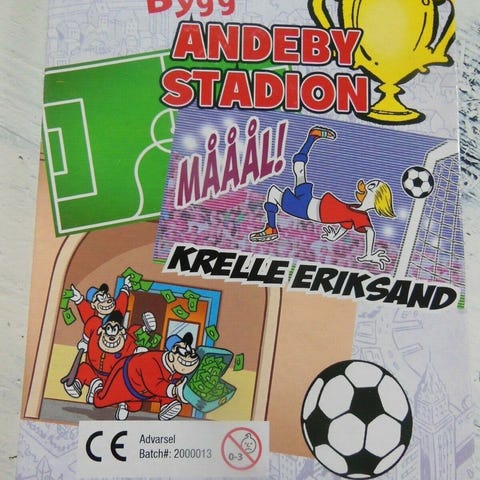 Bygg
ANDEBY
STADION
MÅÅÅL!
KRELLE ERIKSAND
CE
Advarsel
Batch#: 2000013
0-3